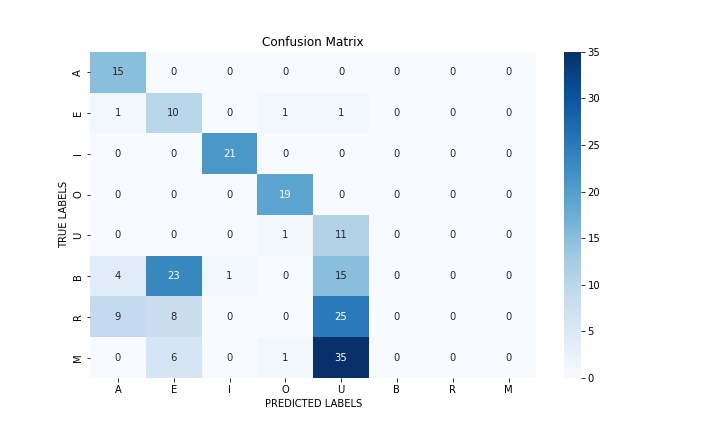 Confusion Matrix
A 15 0 0 0 0 0 0 0
E 1 10 0 1 1 0 0 0
I 0 0 21 0 0 0 0 0
O 0 0 0 19 0 0 0 0
U 0 0 0 1 11 0 0 0
B 4 23 1 0 15 0 0 0
R 9 8 0 0 25 0 0 0
M 0 6 0 1 35 0 0 0
A E I O U B R M
TRUE LABELS
PREDICTED LABELS
35
30
25
20
15
10
5
0